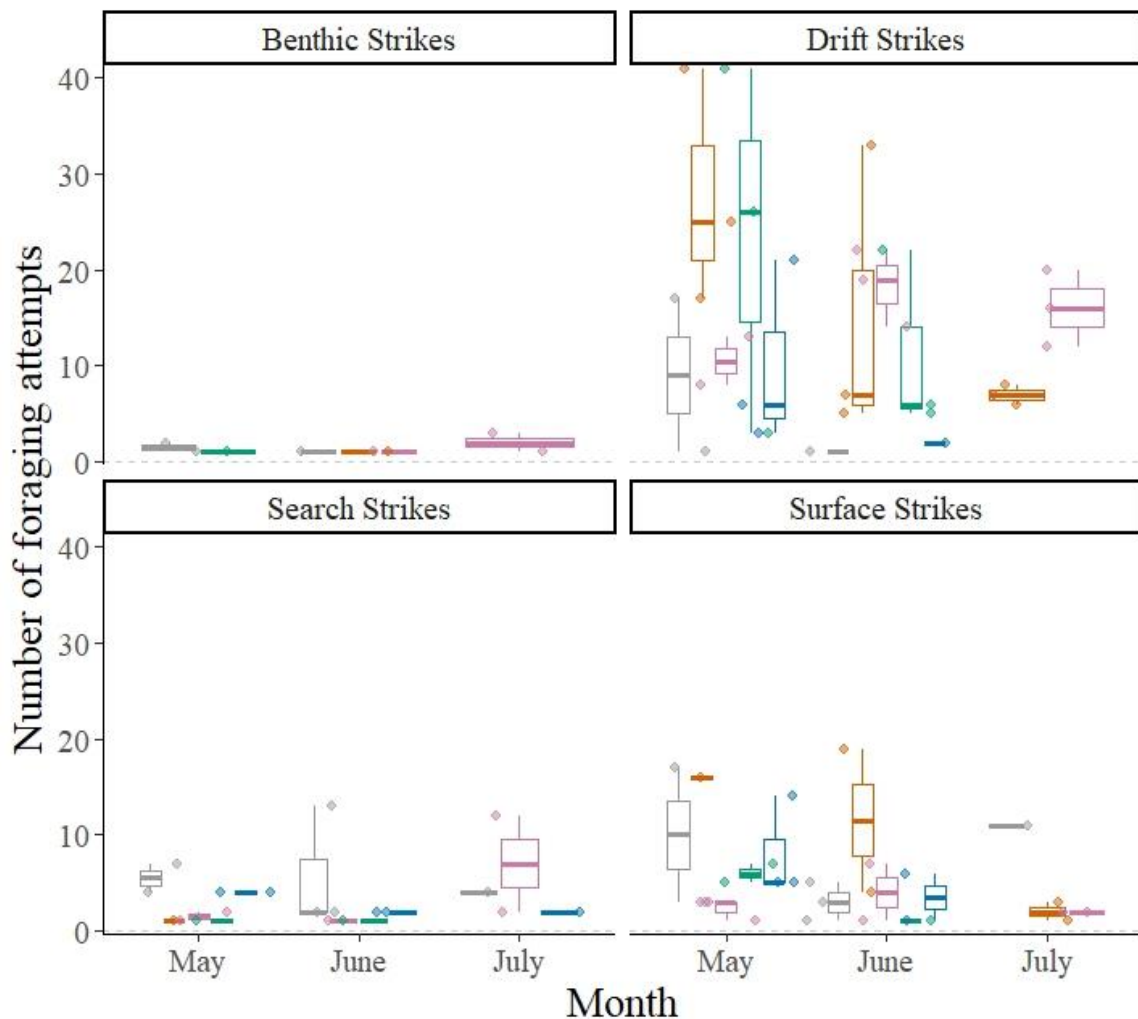 Benthic Strikes
Drift Strikes
40
30
20
10
0
Search Strikes
Surface Strikes
40
30
20
10
0
May
June
July
May
June
July
Month
Number of foraging attempts